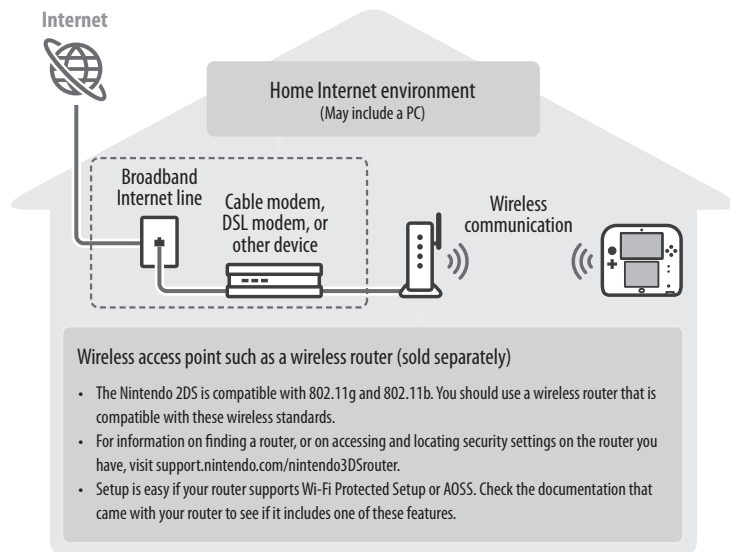 Internet
Home Internet environment
(May include a PC)
Broadband
Internet line
Cable modem,
DSL modem, or
other device
Wireless
communication
Wireless access point such as a wireless router (sold separately)
• The Nintendo 2DS is compatible with 802.11g and 802.11b. You should use a wireless router that is
compatible with these wireless standards.
• For information on finding a router, or on accessing and locating security settings on the router you
have, visit support.nintendo.com/nintendo3DSrouter.
• Setup is easy if your router supports Wi-Fi Protected Setup or AOSS. Check the documentation that
came with your router to see if it includes one of these features.